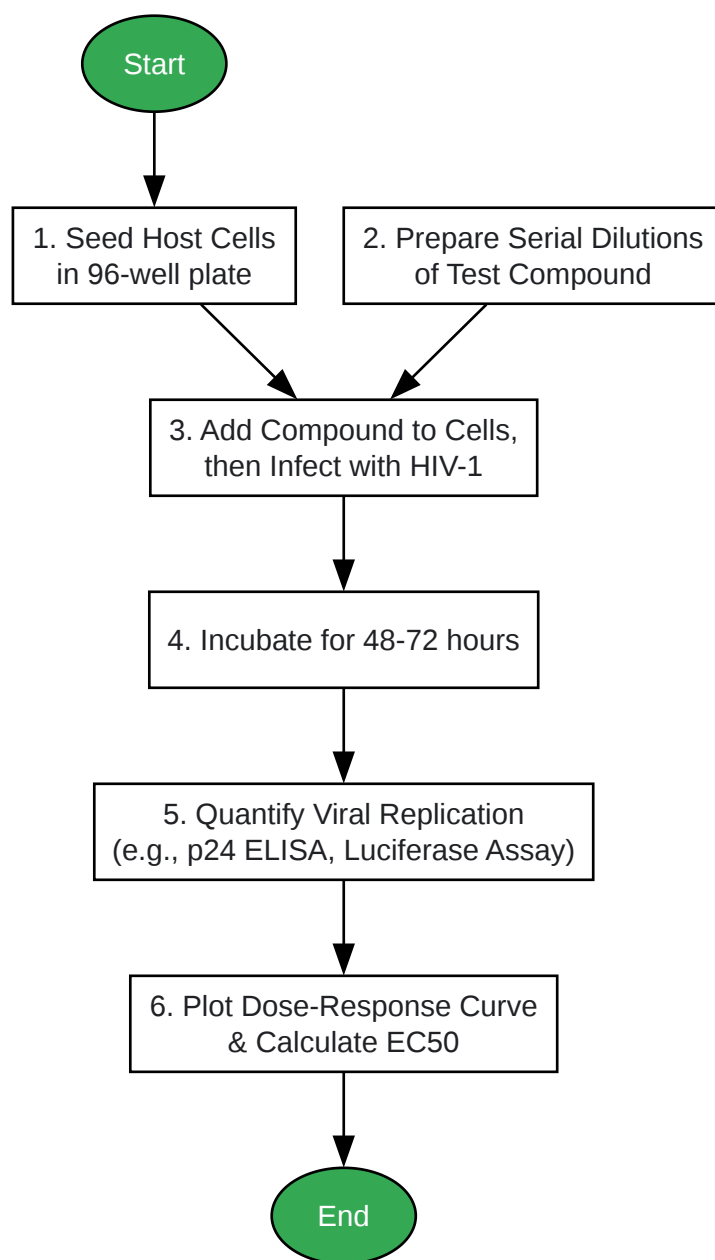 Start
1. Seed Host Cells
in 96-well plate
2. Prepare Serial Dilutions
of Test Compound
3. Add Compound to Cells,
then Infect with HIV-1
4. Incubate for 48-72 hours
5. Quantify Viral Replication
(e.g., p24 ELISA, Luciferase Assay)
6. Plot Dose-Response Curve
& Calculate EC50
End